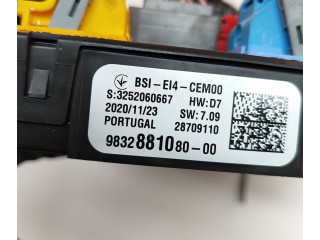 BSI-EI4-CEM00
S:3252060667 HW:D7
2020/11/23 SW:7.09
PORTUGAL 28709110
9832881080-00